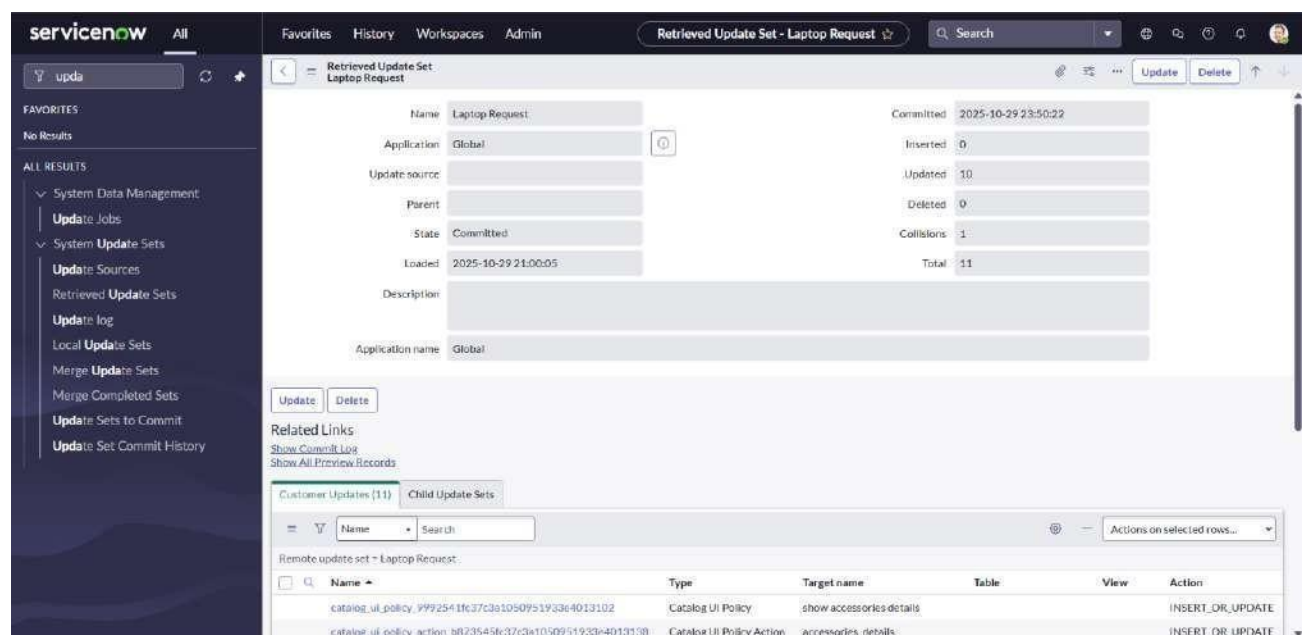 servicenow All Favorites History Workspaces Admin Retrieved Update Set - Laptop Request Search
upda
FAVORITES
No Results
ALL RESULTS
System Data Management
Update Jobs
System Update Sets
Update Sources
Retrieved Update Sets
Update log
Local Update Sets
Merge Update Sets
Merge Completed Sets
Update Sets to Commit
Update Set Commit History
Retrieved Update Set
Laptop Request
Update Delete
Name Laptop Request
Application Global
Update source
Parent
State Committed
Loaded 2025-10-29 21:00:05
Description
Application name Global
Committed 2025-10-29 23:50:22
Inserted 0
Updated 10
Deleted 0
Collisions 1
Total 11
Update Delete
Related Links
Show Commit Log
Show All Preview Records
Customer Updates (11) Child Update Sets
Name Search Actions on selected rows...
Remote update set = Laptop Request
Name Type Target name Table View Action
catalog_ui_policy_9992541fc37c3a1050951933e4013102 Catalog UI Policy show accessories details INSERT_OR_UPDATE
catalog_ui_policy_action_b823545fc37c3a1050951933e4013138 Catalog UI Policy Action accessories_details INSERT_OR_UPDATE